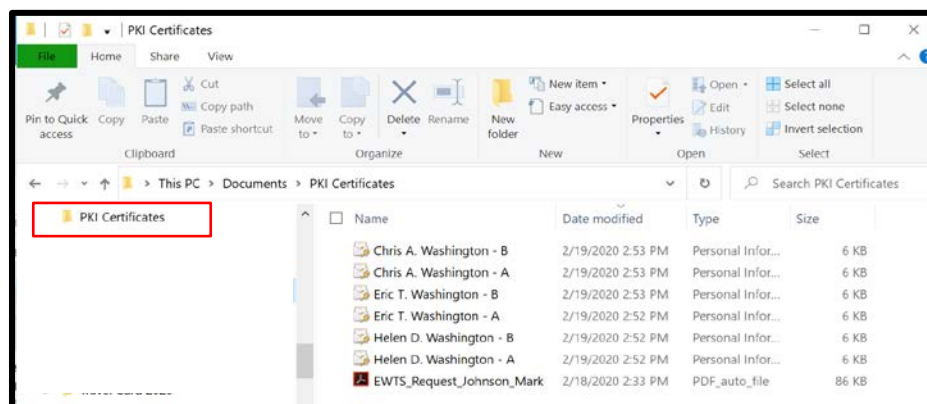 PKI Certificates
File Home Share View
Pin to Quick access
Copy
Paste
Cut
Copy path
Paste shortcut
Move to
Copy to
Delete
Rename
New folder
New item
Easy access
Properties
Open
Edit
History
Select all
Select none
Invert selection
Clipboard Organize New Open Select
> This PC > Documents > PKI Certificates
Search PKI Certificates
PKI Certificates
Name Date modified Type Size
Chris A. Washington - B 2/19/2020 2:53 PM Personal Infor... 6 KB
Chris A. Washington - A 2/19/2020 2:53 PM Personal Infor... 6 KB
Eric T. Washington - B 2/19/2020 2:53 PM Personal Infor... 6 KB
Eric T. Washington - A 2/19/2020 2:52 PM Personal Infor... 6 KB
Helen D. Washington - B 2/19/2020 2:52 PM Personal Infor... 6 KB
Helen D. Washington - A 2/19/2020 2:52 PM Personal Infor... 6 KB
EWTS_Request_Johnson_Mark 2/18/2020 2:33 PM PDF_auto_file 86 KB